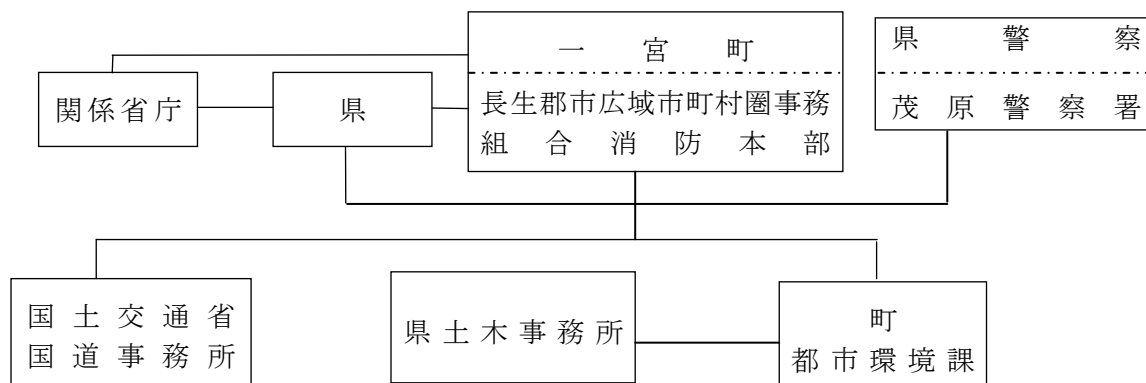 一宮町
県警察
関係省庁
県
長生郡市広域市町村圏事務
組合消防本部
茂原警察署
国土交通省
国道事務所
県土木事務所
町
都市環境課